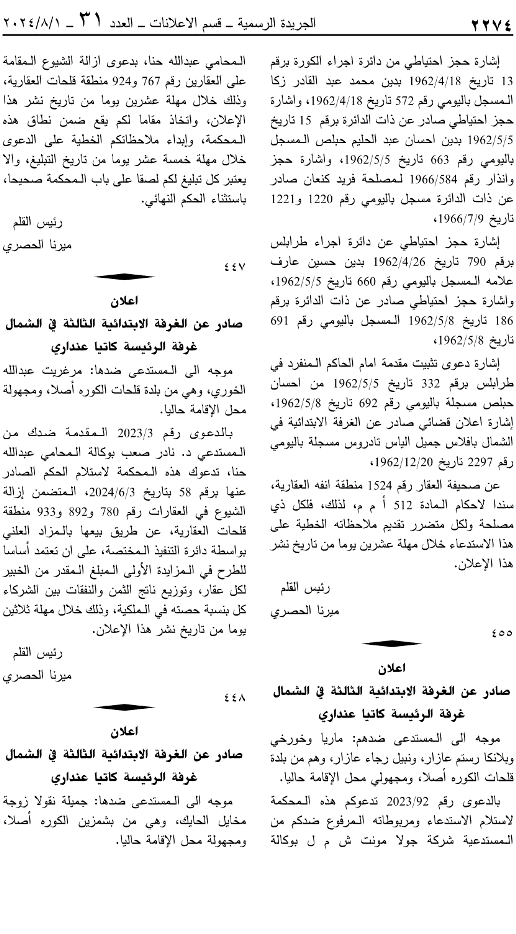 ٢٢٧٤
الجريدة الرسمية – قسم الاعلانات – العدد ٣١ – ٢٠٢٤/٨/١
إشارة حجز احتياطي من دائرة اجراء الكورة برقم
13 تاريخ 1962/4/18 بدين محمد عبد القادر زكا
المسجل باليومي رقم 572 تاريخ 1962/4/18، واشارة
حجز احتياطي صادر عن ذات الدائرة برقم 15 تاريخ
1962/5/5 بدين احسان عبد الحليم حبلص المسجل
باليومي رقم 663 تاريخ 1962/5/5، واشارة حجز
وانذار رقم 1966/584 لمصلحة فريد كنعان صادر
عن ذات الدائرة مسجل باليومي رقم 1220 و1221
تاريخ 1966/7/9،
إشارة حجز احتياطي عن دائرة اجراء طرابلس
برقم 790 تاريخ 1962/4/26 بدين حسين عارف
علامه المسجل باليومي رقم 660 تاريخ 1962/5/5،
واشارة حجز احتياطي صادر عن ذات الدائرة برقم
186 تاريخ 1962/5/8 المسجل باليومي رقم 691
تاريخ 1962/5/8،
إشارة دعوى تثبيت مقدمة امام الحاكم المنفرد في
طرابلس برقم 332 تاريخ 1962/5/5 من احسان
حبلص مسجلة باليومي رقم 692 تاريخ 1962/5/8،
إشارة اعلان قضائي صادر عن الغرفة الابتدائية في
الشمال بافلاس جميل الياس تادروس مسجلة باليومي
رقم 2297 تاريخ 1962/12/20،
عن صحيفة العقار رقم 1524 منطقة انفه العقارية،
سندا لاحكام المادة 512 أ م م، لذلك، فلكل ذي
مصلحة ولكل متضرر تقديم ملاحظاته الخطية على
هذا الاستدعاء خلال مهلة عشرين يوما من تاريخ نشر
هذا الإعلان.
رئيس القلم
ميرنا الحصري
٤٥٥
اعلان
صادر عن الغرفة الابتدائية الثالثة في الشمال
غرفة الرئيسة كاتيا عنداري
موجه الى المستدعى ضدهم: ماريا وخورخي
وبلانكا رستم عازار، ونبيل رجاء عازار، وهم من بلدة
قلحات الكوره أصلا، ومجهولي محل الإقامة حاليا.
بالدعوى رقم 2023/92 تدعوكم هذه المحكمة
لاستلام الاستدعاء ومربوطاته المرفوع ضدكم من
المستدعية شركة جولا مونت ش م ل بوكالة
المحامي عبدالله حنا، بدعوى ازالة الشيوع المقامة
على العقارين رقم 767 و924 منطقة قلحات العقارية،
وذلك خلال مهلة عشرين يوما من تاريخ نشر هذا
الإعلان، واتخاذ مقاما لكم يقع ضمن نطاق هذه
المحكمة، وإبداء ملاحظاتكم الخطية على الدعوى
خلال مهلة خمسة عشر يوما من تاريخ التبليغ، والا
يعتبر كل تبليغ لكم لصقا على باب المحكمة صحيحا،
باستثناء الحكم النهائي.
رئيس القلم
ميرنا الحصري
٤٤٧
اعلان
صادر عن الغرفة الابتدائية الثالثة في الشمال
غرفة الرئيسة كاتيا عنداري
موجه الى المستدعى ضدها: مرغريت عبدالله
الخوري، وهي من بلدة قلحات الكوره أصلا، ومجهولة
محل الإقامة حاليا.
بالدعوى رقم 2023/3 المقدمة ضدك من
المستدعي د. نادر صعب بوكالة المحامي عبدالله
حنا، تدعوك هذه المحكمة لاستلام الحكم الصادر
عنها برقم 58 بتاريخ 2024/6/3، المتضمن إزالة
الشيوع في العقارات رقم 780 و892 و933 منطقة
قلحات العقارية، عن طريق بيعها بالمزاد العلني
بواسطة دائرة التنفيذ المختصة، على ان تعتمد أساسا
للطرح في المزايدة الأولى المبلغ المقدر من الخبير
لكل عقار، وتوزيع ناتج الثمن والنفقات بين الشركاء
كل بنسبة حصته في الملكية، وذلك خلال مهلة ثلاثين
يوما من تاريخ نشر هذا الإعلان.
رئيس القلم
ميرنا الحصري
٤٤٨
اعلان
صادر عن الغرفة الابتدائية الثالثة في الشمال
غرفة الرئيسة كاتيا عنداري
موجه الى المستدعى ضدها: جميلة نقولا زوجة
مخايل الحايك، وهي من بشمزين الكوره أصلا،
ومجهولة محل الإقامة حاليا.